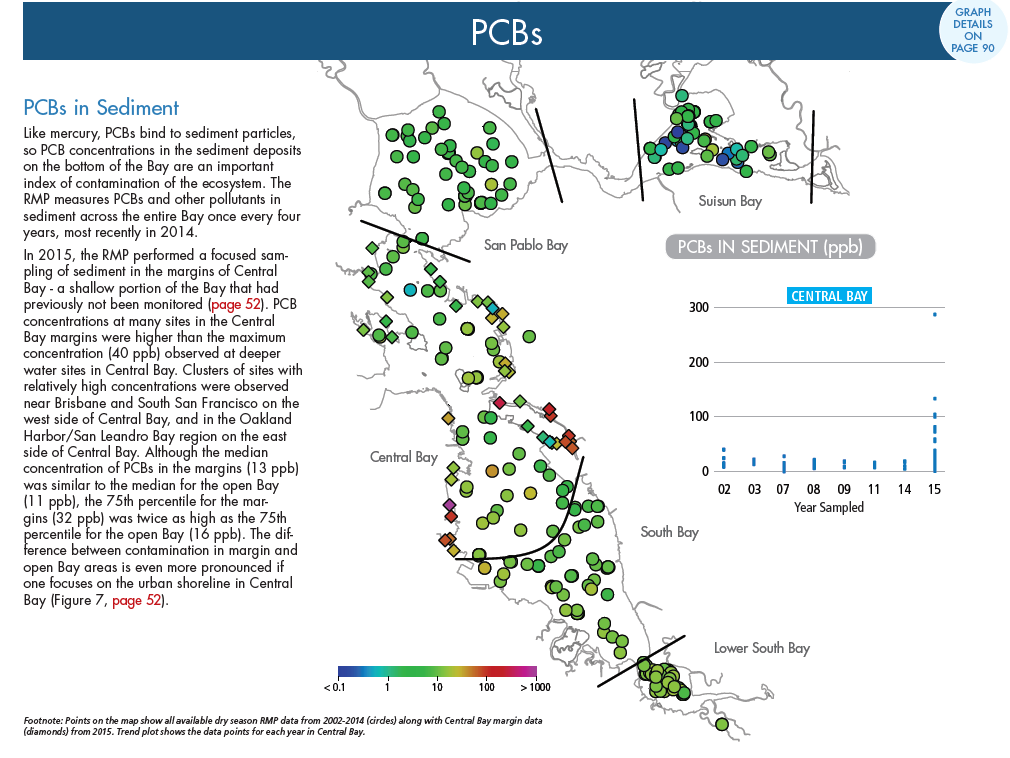 PCBs
GRAPH
DETAILS
ON
PAGE 90
PCBs in Sediment
Like mercury, PCBs bind to sediment particles,
so PCB concentrations in the sediment deposits
on the bottom of the Bay are an important
index of contamination of the ecosystem. The
RMP measures PCBs and other pollutants in
sediment across the entire Bay once every four
years, most recently in 2014.
In 2015, the RMP performed a focused sam-
pling of sediment in the margins of Central
Bay - a shallow portion of the Bay that had
previously not been monitored (page 52). PCB
concentrations at many sites in the Central
Bay margins were higher than the maximum
concentration (40 ppb) observed at deeper
water sites in Central Bay. Clusters of sites with
relatively high concentrations were observed
near Brisbane and South San Francisco on the
west side of Central Bay, and in the Oakland
Harbor/San Leandro Bay region on the east
side of Central Bay. Although the median
concentration of PCBs in the margins (13 ppb)
was similar to the median for the open Bay
(11 ppb), the 75th percentile for the mar-
gins (32 ppb) was twice as high as the 75th
percentile for the open Bay (16 ppb). The dif-
ference between contamination in margin and
open Bay areas is even more pronounced if
one focuses on the urban shoreline in Central
Bay (Figure 7, page 52).
Suisun Bay
San Pablo Bay
PCBs IN SEDIMENT (ppb)
CENTRAL BAY
300
200
100
0
02 03 07 08 09 11 14 15
Year Sampled
Central Bay
South Bay
Lower South Bay
< 0.1 1 10 100 > 1000
Footnote: Points on the map show all available dry season RMP data from 2002-2014 (circles) along with Central Bay margin data
(diamonds) from 2015. Trend plot shows the data points for each year in Central Bay.